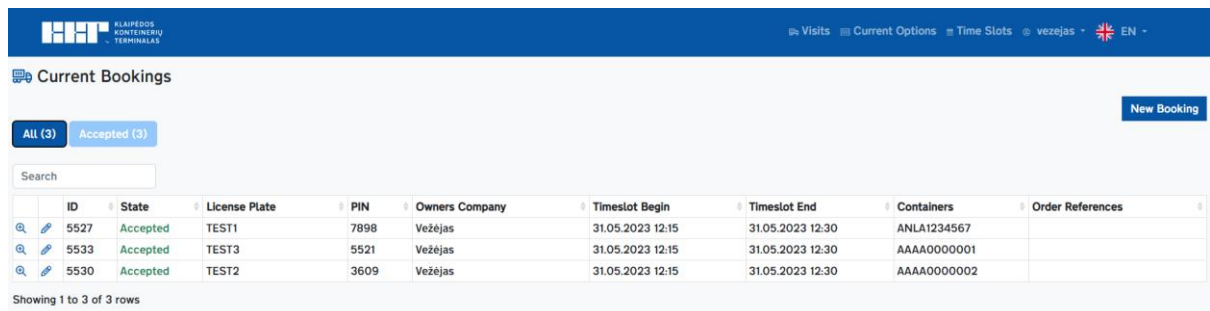 KLAIPĖDOS
KONTEINERIŲ
TERMINALAS
Visits Current Options Time Slots vezejas EN
Current Bookings
New Booking
All (3) Accepted (3)
Search
ID State License Plate PIN Owners Company Timeslot Begin Timeslot End Containers Order References
5527 Accepted TEST1 7898 Vežėjas 31.05.2023 12:15 31.05.2023 12:30 ANLA1234567
5533 Accepted TEST3 5521 Vežėjas 31.05.2023 12:15 31.05.2023 12:30 AAAA0000001
5530 Accepted TEST2 3609 Vežėjas 31.05.2023 12:15 31.05.2023 12:30 AAAA0000002
Showing 1 to 3 of 3 rows